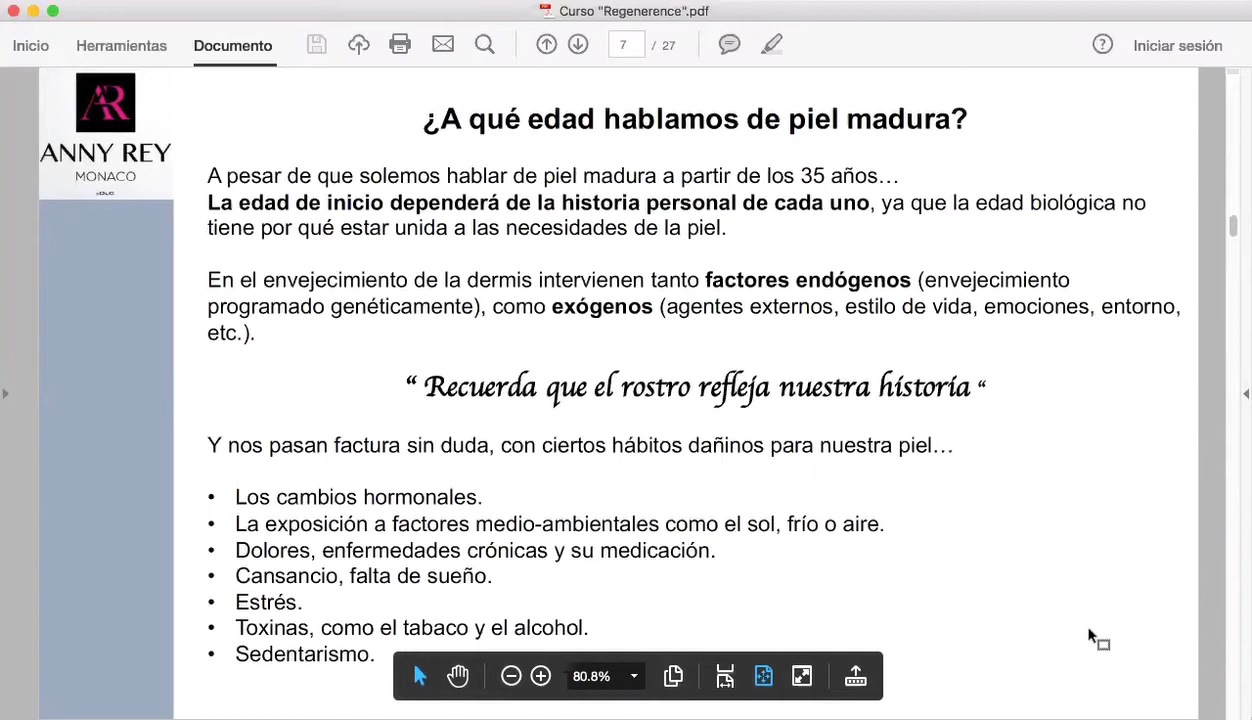 Curso "Regenerence".pdf
Inicio Herramientas Documento 7 / 27 Iniciar sesión
AR
ANNY REY
MONACO
¿A qué edad hablamos de piel madura?
A pesar de que solemos hablar de piel madura a partir de los 35 años…
La edad de inicio dependerá de la historia personal de cada uno, ya que la edad biológica no
tiene por qué estar unida a las necesidades de la piel.
En el envejecimiento de la dermis intervienen tanto factores endógenos (envejecimiento
programado genéticamente), como exógenos (agentes externos, estilo de vida, emociones, entorno,
etc.).
“ Recuerda que el rostro refleja nuestra historia “
Y nos pasan factura sin duda, con ciertos hábitos dañinos para nuestra piel…
• Los cambios hormonales.
• La exposición a factores medio-ambientales como el sol, frío o aire.
• Dolores, enfermedades crónicas y su medicación.
• Cansancio, falta de sueño.
• Estrés.
• Toxinas, como el tabaco y el alcohol.
• Sedentarismo.
80.8%